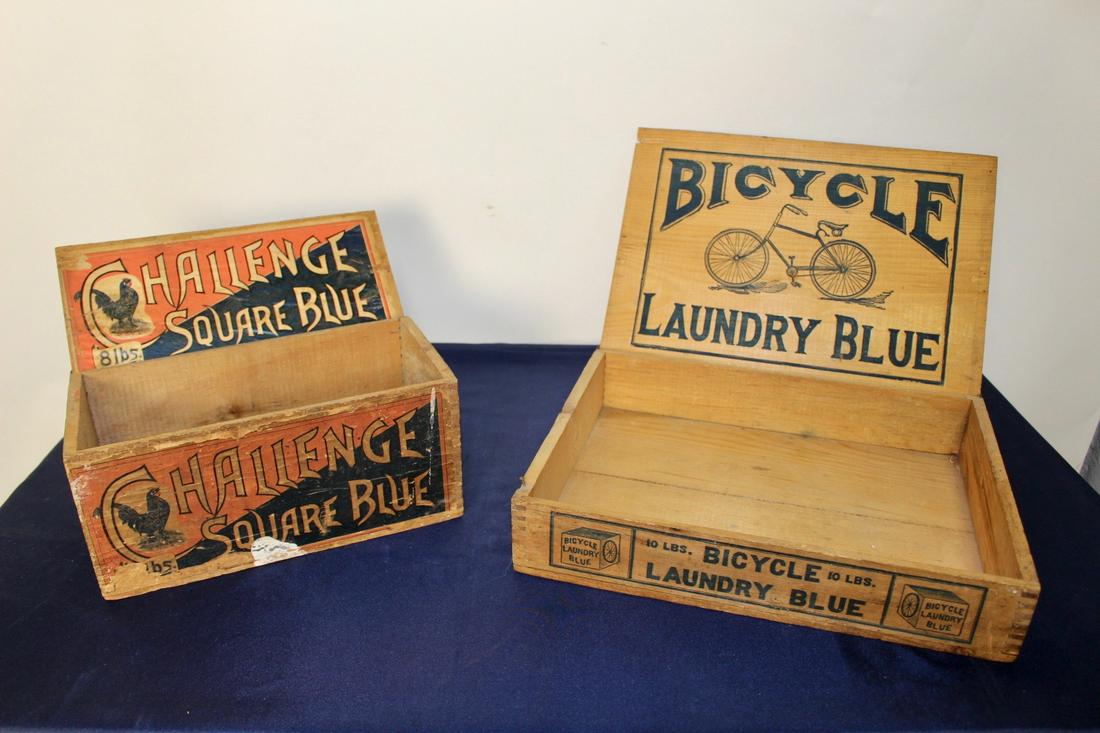 CHALLENGE
SQUARE BLUE
8 lbs.
CHALLENGE
SQUARE BLUE
lbs.
BICYCLE
LAUNDRY BLUE
BICYCLE
LAUNDRY
BLUE
10 LBS. BICYCLE 10 LBS.
LAUNDRY BLUE
BICYCLE
LAUNDRY
BLUE